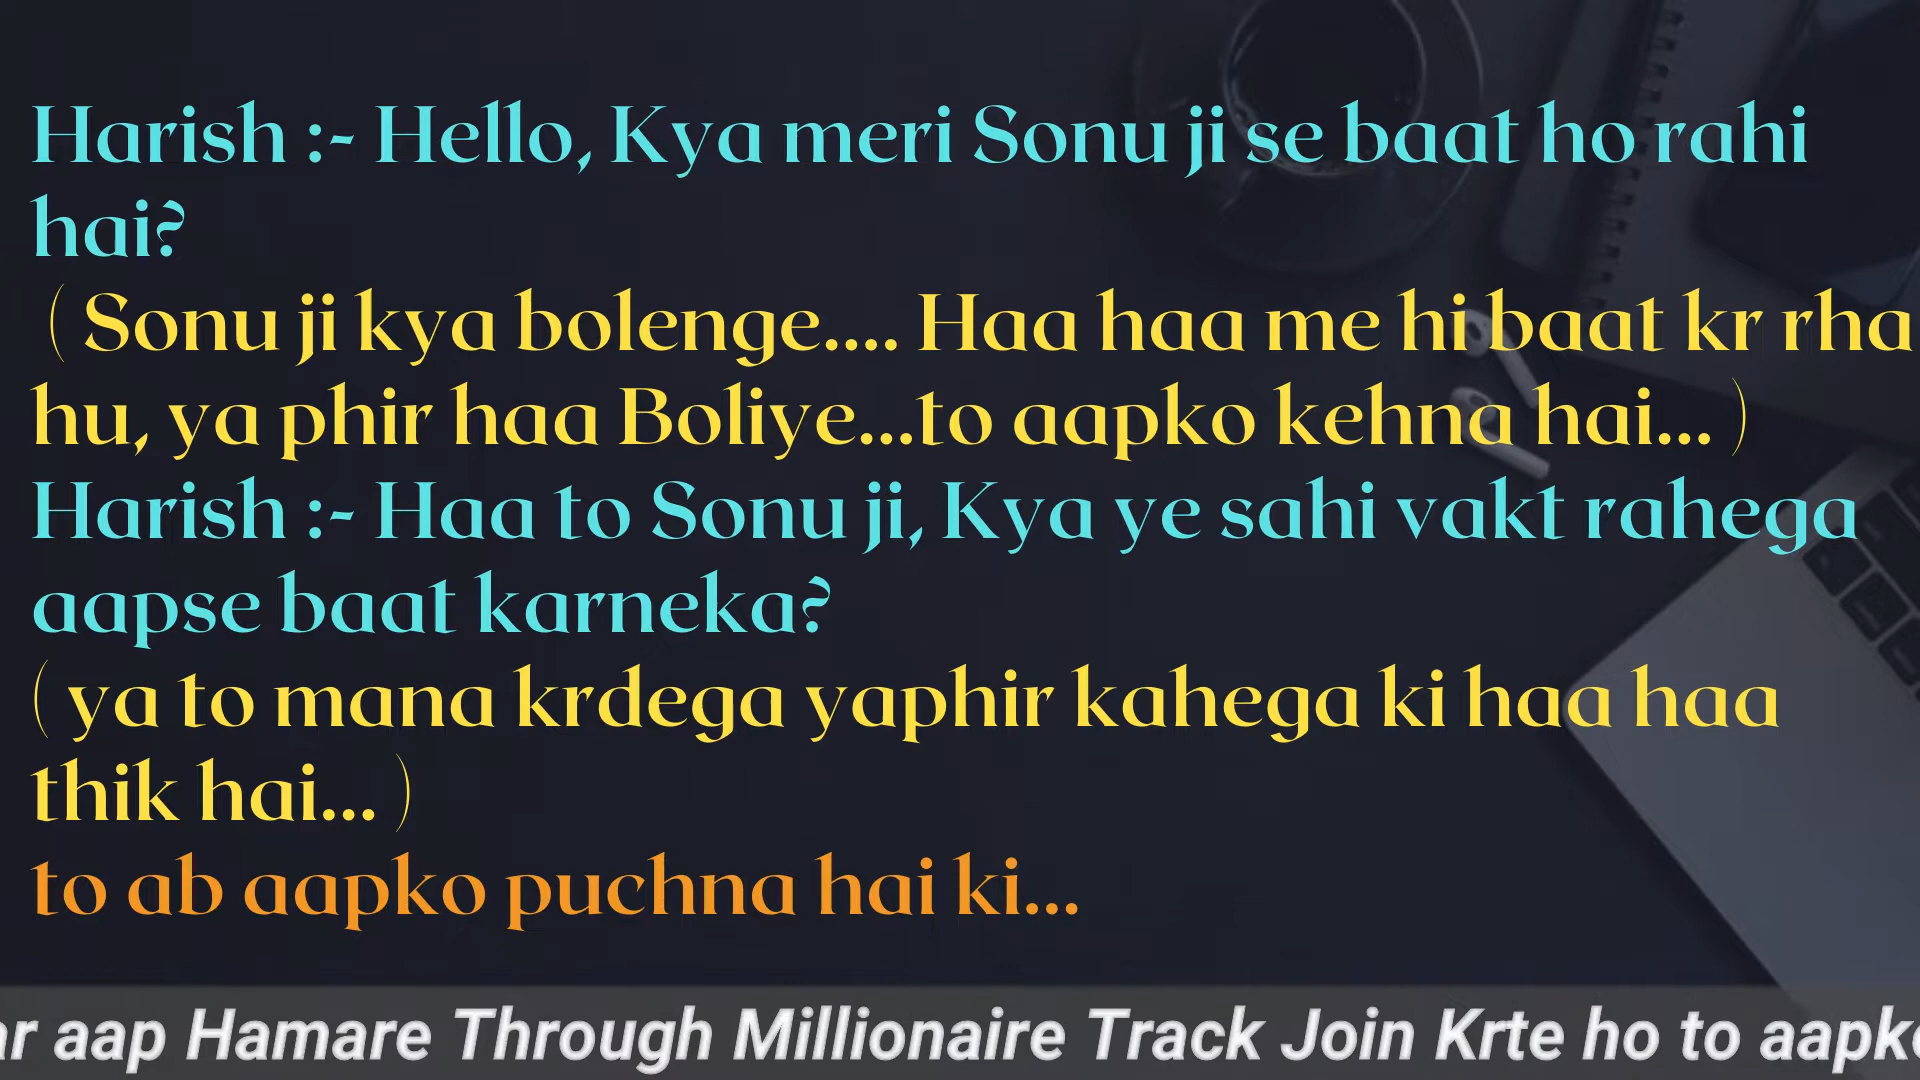 Harish :- Hello, Kya meri Sonu ji se baat ho rahi
hai?
( Sonu ji kya bolenge.... Haa haa me hi baat kr rha
hu, ya phir haa Boliye...to aapko kehna hai... )
Harish :- Haa to Sonu ji, Kya ye sahi vakt rahega
aapse baat karneka?
( ya to mana krdega yaphir kahega ki haa haa
thik hai... )
to ab aapko puchna hai ki...
ar aap Hamare Through Millionaire Track Join Krte ho to aapko